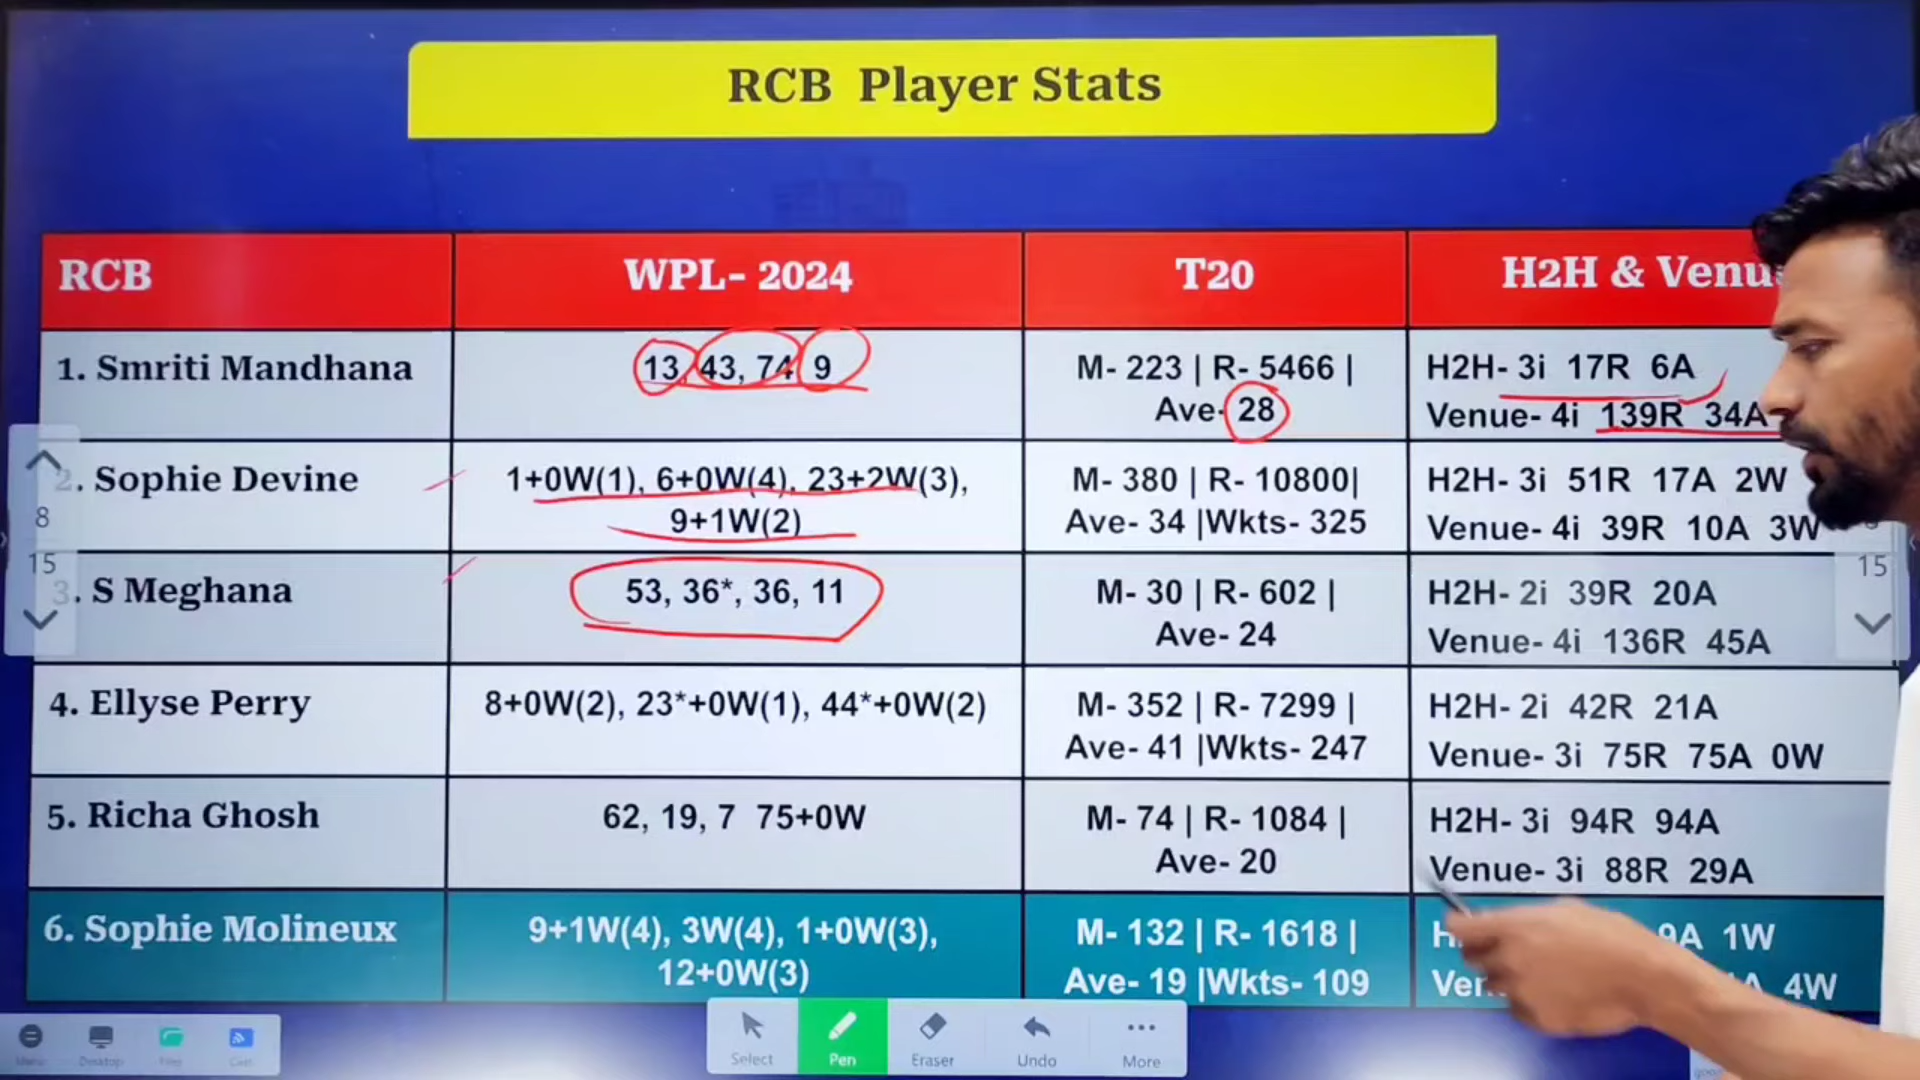 RCB Player Stats
RCB
WPL- 2024
T20
H2H & Venu
1. Smriti Mandhana
13, 43, 74, 9
M- 223 | R- 5466 |
Ave- 28
H2H- 3i 17R 6A
Venue- 4i 139R 34A
2. Sophie Devine
1+0W(1), 6+0W(4), 23+2W(3),
9+1W(2)
M- 380 | R- 10800|
Ave- 34 |Wkts- 325
H2H- 3i 51R 17A 2W
Venue- 4i 39R 10A 3W
3. S Meghana
53, 36*, 36, 11
M- 30 | R- 602 |
Ave- 24
H2H- 2i 39R 20A
Venue- 4i 136R 45A
4. Ellyse Perry
8+0W(2), 23*+0W(1), 44*+0W(2)
M- 352 | R- 7299 |
Ave- 41 |Wkts- 247
H2H- 2i 42R 21A
Venue- 3i 75R 75A 0W
5. Richa Ghosh
62, 19, 7 75+0W
M- 74 | R- 1084 |
Ave- 20
H2H- 3i 94R 94A
Venue- 3i 88R 29A
6. Sophie Molineux
9+1W(4), 3W(4), 1+0W(3),
12+0W(3)
M- 132 | R- 1618 |
Ave- 19 |Wkts- 109
9A 1W
4W
8
15
15
Menu
Desktop
Files
Cast
Select
Pen
Eraser
Undo
More